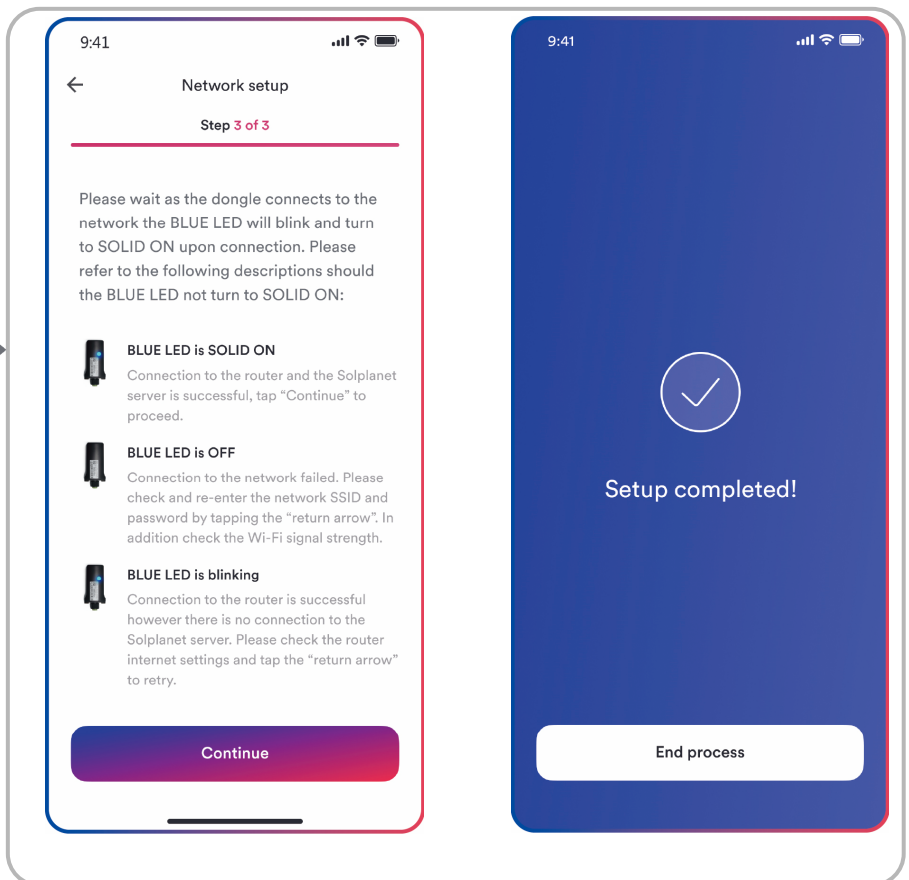 9:41
Network setup
Step 3 of 3
Please wait as the dongle connects to the
network the BLUE LED will blink and turn
to SOLID ON upon connection. Please
refer to the following descriptions should
the BLUE LED not turn to SOLID ON:
BLUE LED is SOLID ON
Connection to the router and the Solplanet
server is successful, tap “Continue” to
proceed.
BLUE LED is OFF
Connection to the network failed. Please
check and re-enter the network SSID and
password by tapping the “return arrow”. In
addition check the Wi-Fi signal strength.
BLUE LED is blinking
Connection to the router is successful
however there is no connection to the
Solplanet server. Please check the router
internet settings and tap the “return arrow”
to retry.
Continue
9:41
Setup completed!
End process